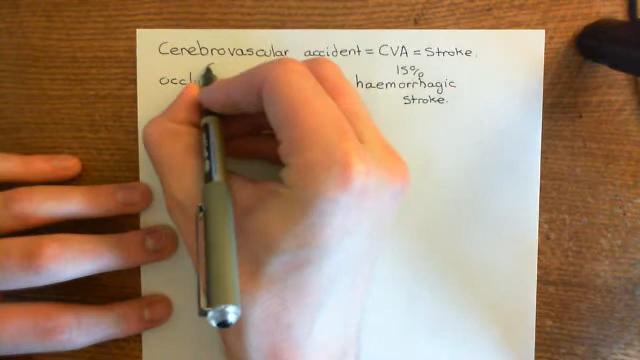 Cerebrovascular accident = CVA = Stroke.
15%
haemorrhagic
Stroke.